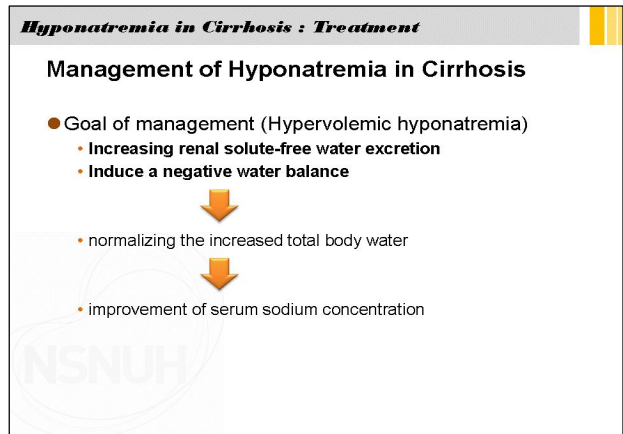 Hyponatremia in Cirrhosis : Treatment
Management of Hyponatremia in Cirrhosis
Goal of management (Hypervolemic hyponatremia)
• Increasing renal solute-free water excretion
• Induce a negative water balance
• normalizing the increased total body water
• improvement of serum sodium concentration
NSNUH